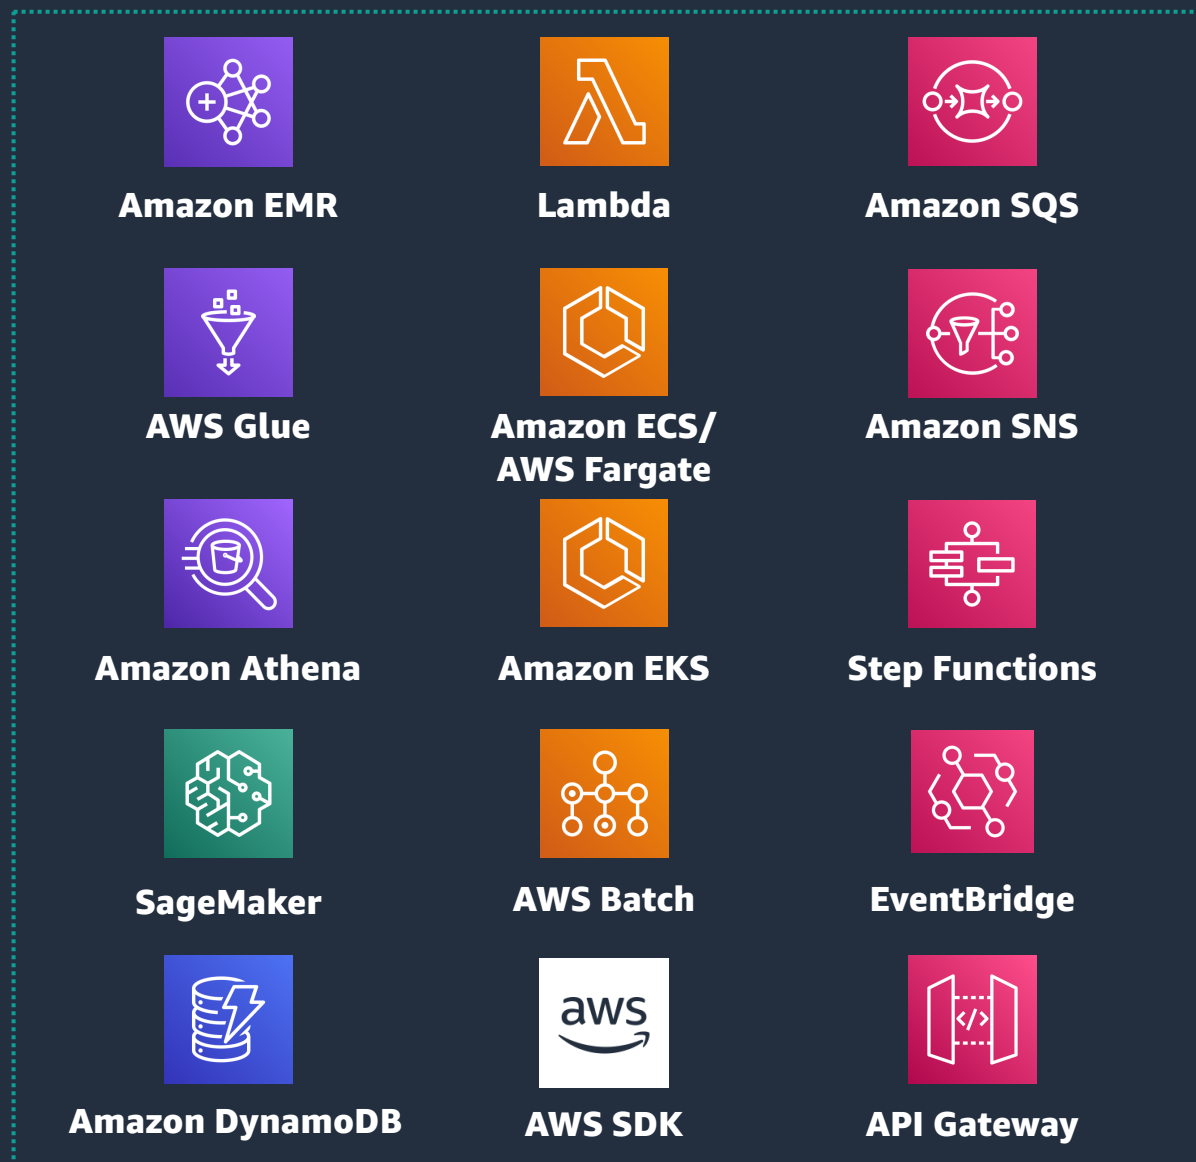 Amazon EMR
Lambda
Amazon SQS
AWS Glue
Amazon ECS/
AWS Fargate
Amazon SNS
Amazon Athena
Amazon EKS
Step Functions
SageMaker
AWS Batch
EventBridge
</>
aws
Amazon DynamoDB
AWS SDK
API Gateway